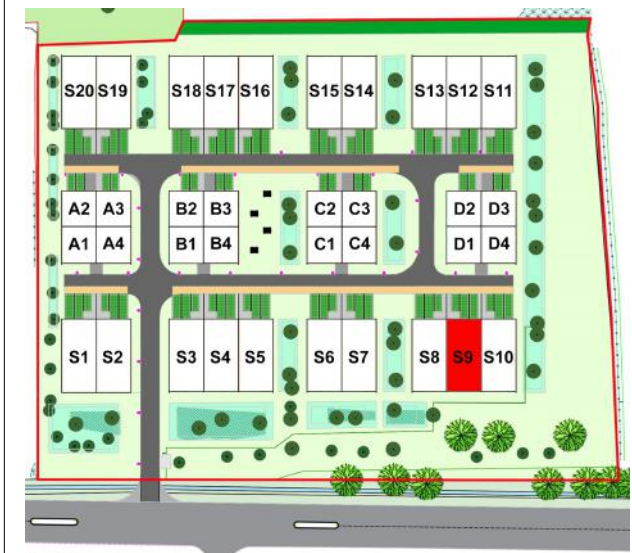 S20 S19 S18 S17 S16 S15 S14 S13 S12 S11
A2 A3 B2 B3 C2 C3 D2 D3
A1 A4 B1 B4 C1 C4 D1 D4
S1 S2 S3 S4 S5 S6 S7 S8 S9 S10